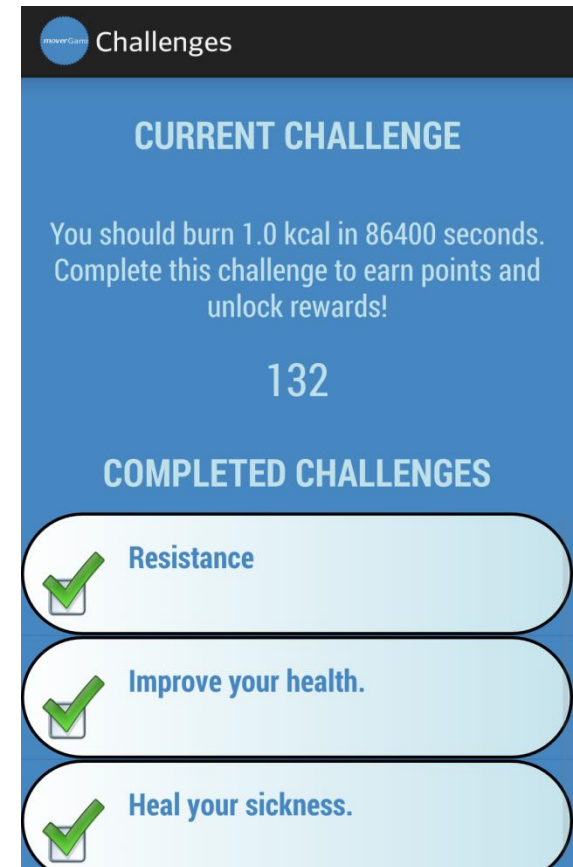 moverGam
Challenges
CURRENT CHALLENGE
You should burn 1.0 kcal in 86400 seconds.
Complete this challenge to earn points and
unlock rewards!
132
COMPLETED CHALLENGES
Resistance
Improve your health.
Heal your sickness.